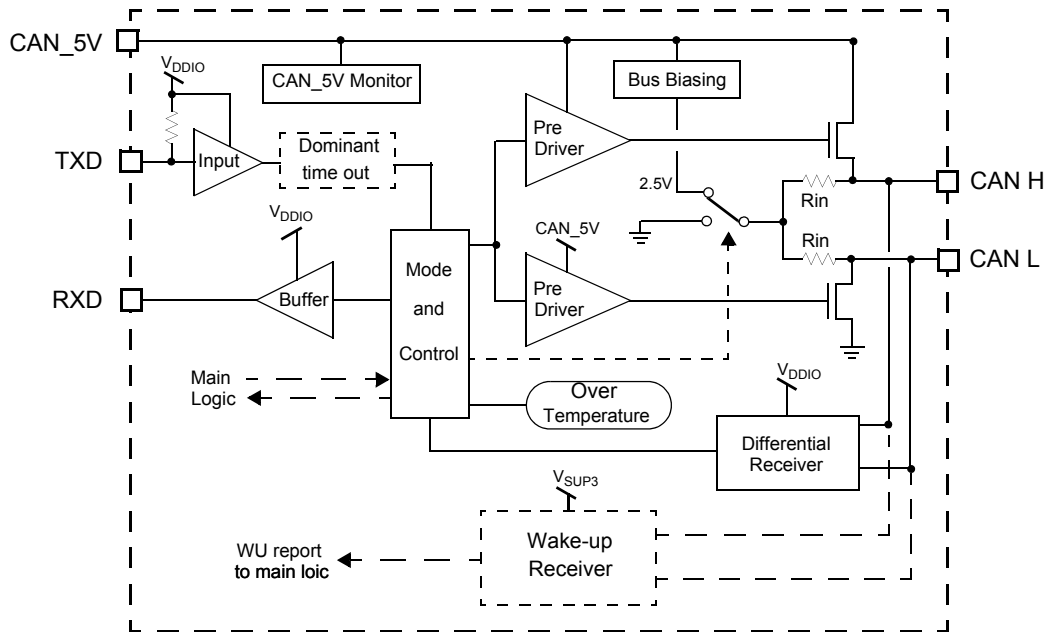 CAN_5V
VDDIO
CAN_5V Monitor
Bus Biasing
TXD
Input
Dominant
time out
Pre
Driver
2.5V
Rin
CAN H
VDDIO
CAN_5V
Rin
CAN L
RXD
Buffer
Mode
and
Control
Pre
Driver
Main
Logic
Over
Temperature
VDDIO
Differential
Receiver
VSUP3
Wake-up
Receiver
WU report
to main loic